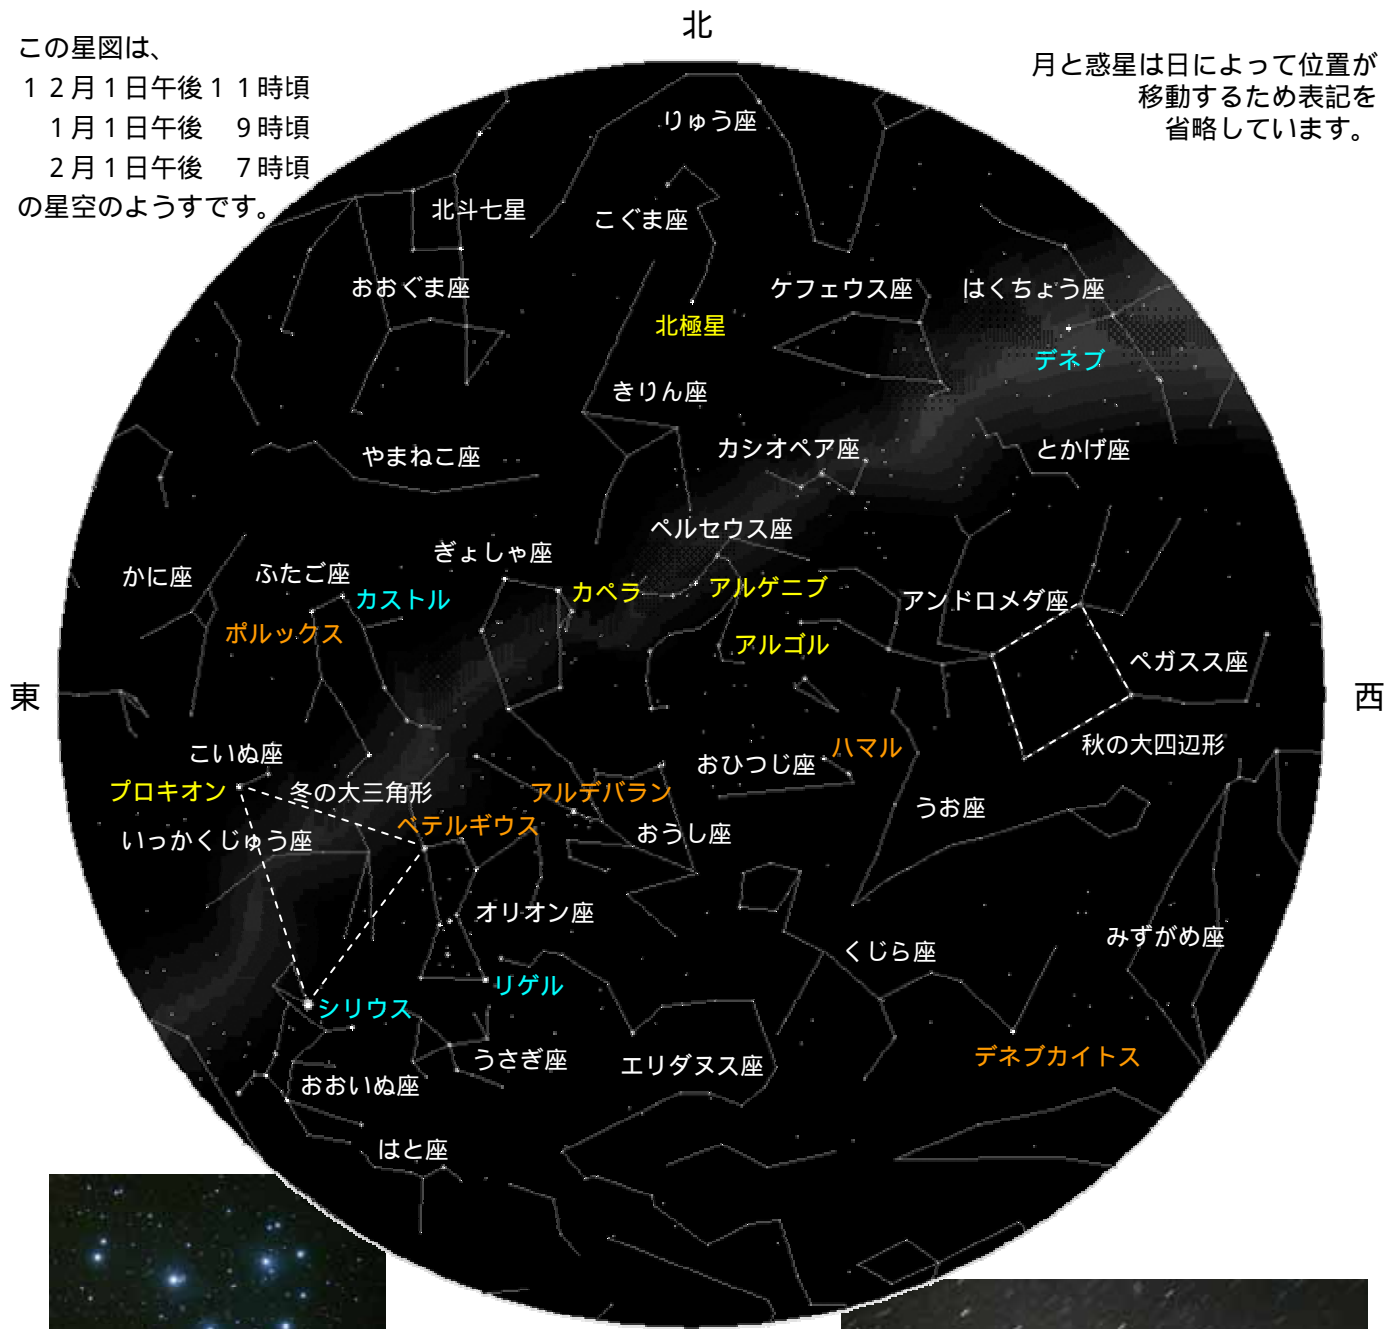 北
この星図は、
１２月１日午後１１時頃
１月１日午後　９時頃
２月１日午後　７時頃
の星空のようすです。
月と惑星は日によって位置が
移動するため表記を
省略しています。
りゅう座
北斗七星
こぐま座
おおぐま座
ケフェウス座
はくちょう座
北極星
デネブ
きりん座
カシオペア座
とかげ座
やまねこ座
ペルセウス座
ぎょしゃ座
かに座
ふたご座
カストル
カペラ
アルゲニブ
アンドロメダ座
ポルックス
アルゴル
ペガスス座
東
西
こいぬ座
おひつじ座
ハマル
秋の大四辺形
プロキオン
冬の大三角形
アルデバラン
うお座
ベテルギウス
おうし座
いっかくじゅう座
オリオン座
くじら座
みずがめ座
リゲル
シリウス
うさぎ座
エリダヌス座
デネブカイトス
おおいぬ座
はと座